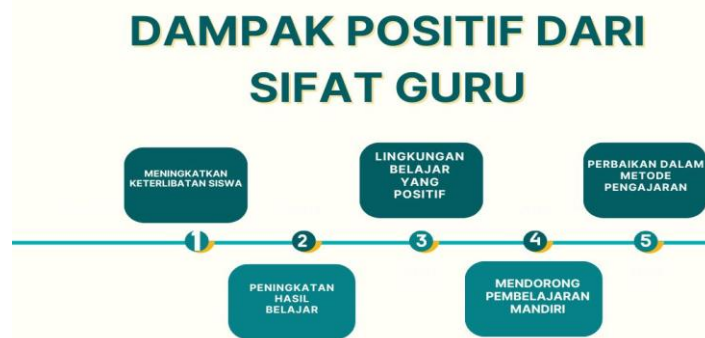 DAMPAK POSITIF DARI
SIFAT GURU
MENINGKATKAN
KETERLIBATAN SISWA
1
2
PENINGKATAN
HASIL
BELAJAR
LINGKUNGAN
BELAJAR
YANG
POSITIF
3
4
MENDORONG
PEMBELAJARAN
MANDIRI
PERBAIKAN DALAM
METODE
PENGAJARAN
5